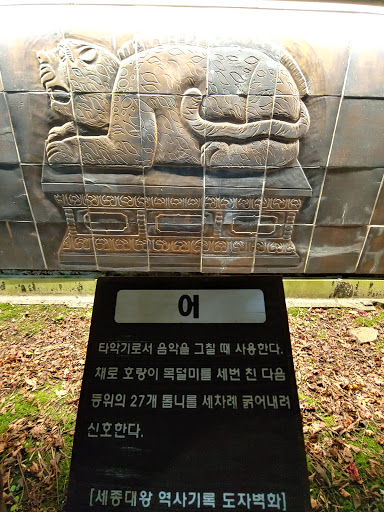 어
타악기로서 음악을 그칠 때 사용한다.
채로 호랑이 목덜미를 세번 친 다음
등위의 27개 톱니를 세차례 긁어내려
신호한다.
[세종대왕 역사기록 도자벽화]